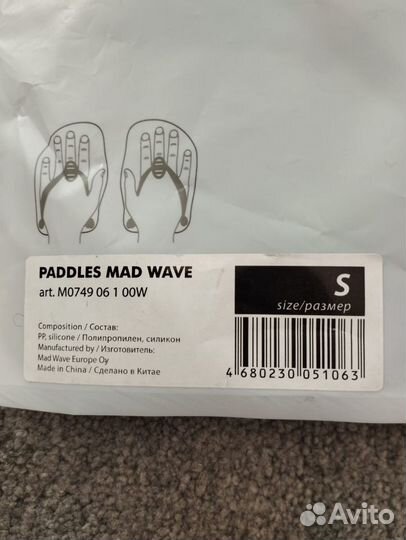 PADDLES MAD WAVE
art. M0749 06 1 00W
S
size/размер
Composition / Состав:
PP, silicone / Полипропилен, силикон
Manufactured by / Изготовитель:
Mad Wave Europe Oy
Made in China / Сделано в Китае
4 680230 051063
Avito